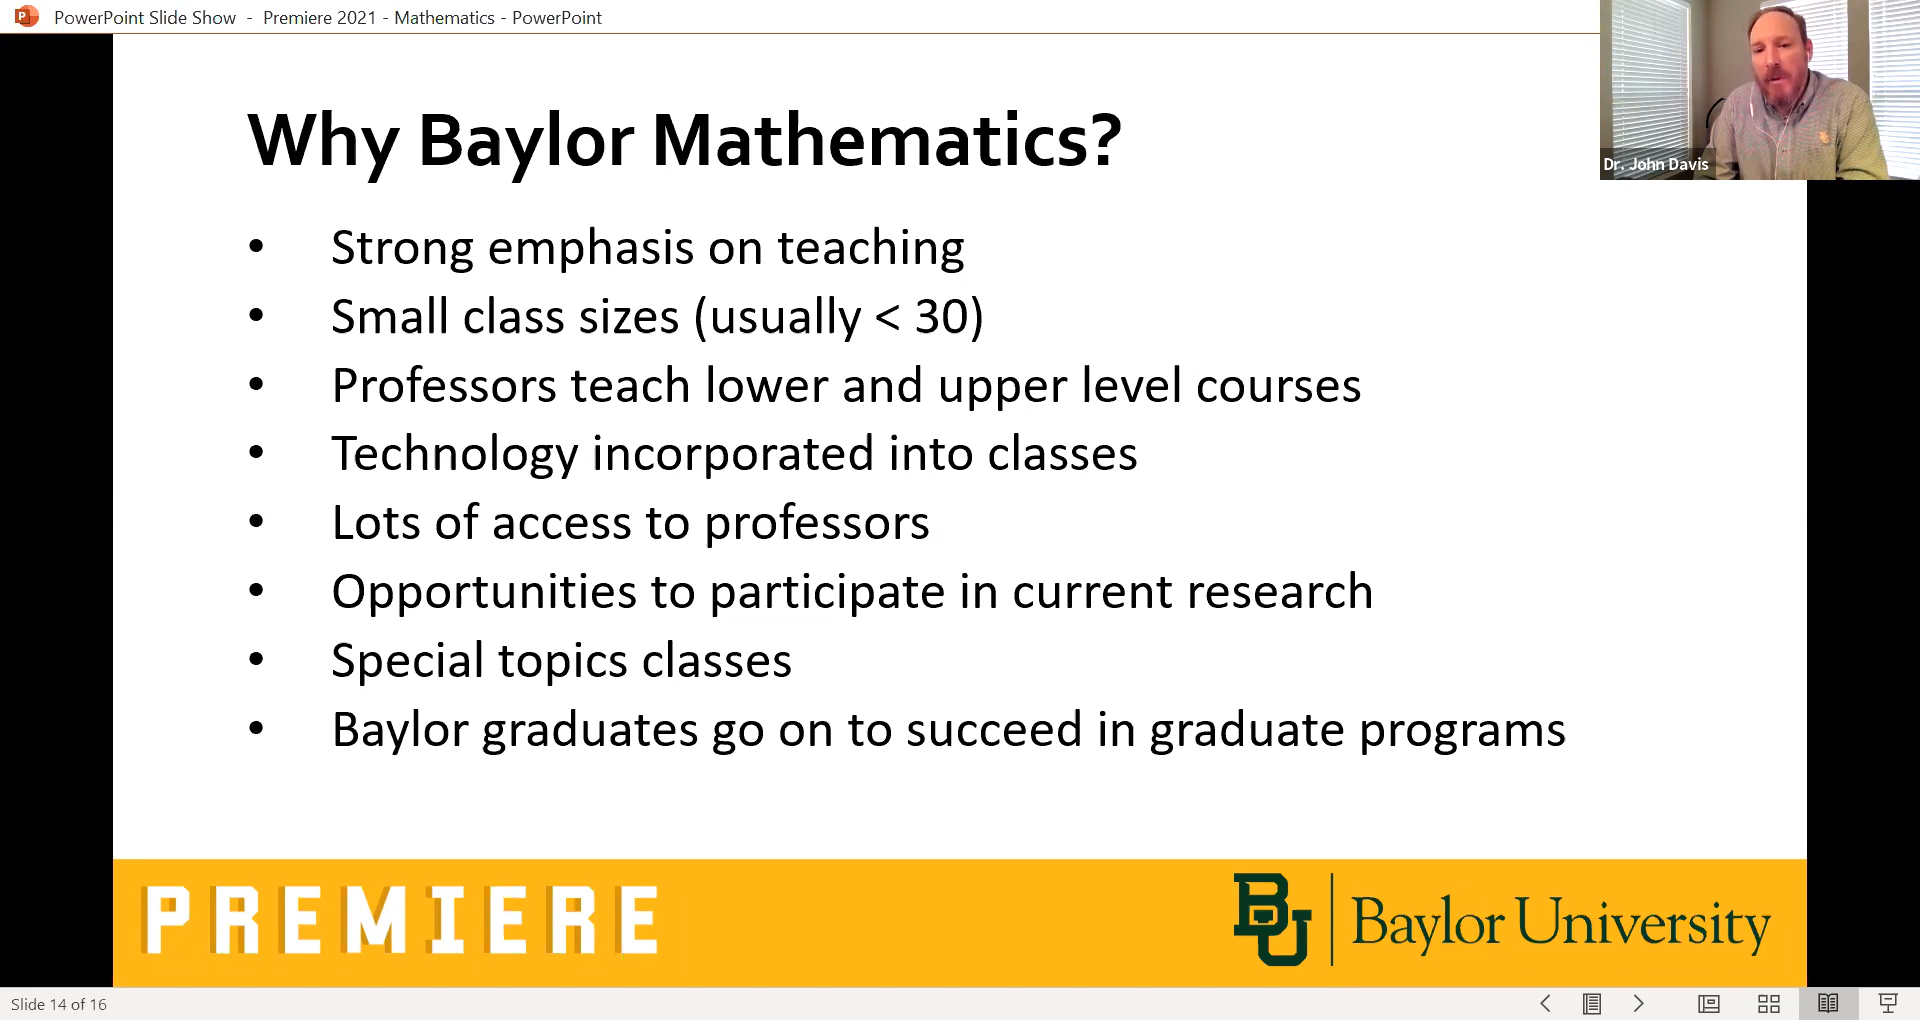 PowerPoint Slide Show - Premiere 2021 - Mathematics - PowerPoint
Dr. John Davis
Why Baylor Mathematics?
• Strong emphasis on teaching
• Small class sizes (usually < 30)
• Professors teach lower and upper level courses
• Technology incorporated into classes
• Lots of access to professors
• Opportunities to participate in current research
• Special topics classes
• Baylor graduates go on to succeed in graduate programs
PREMIERE
BU Baylor University
Slide 14 of 16